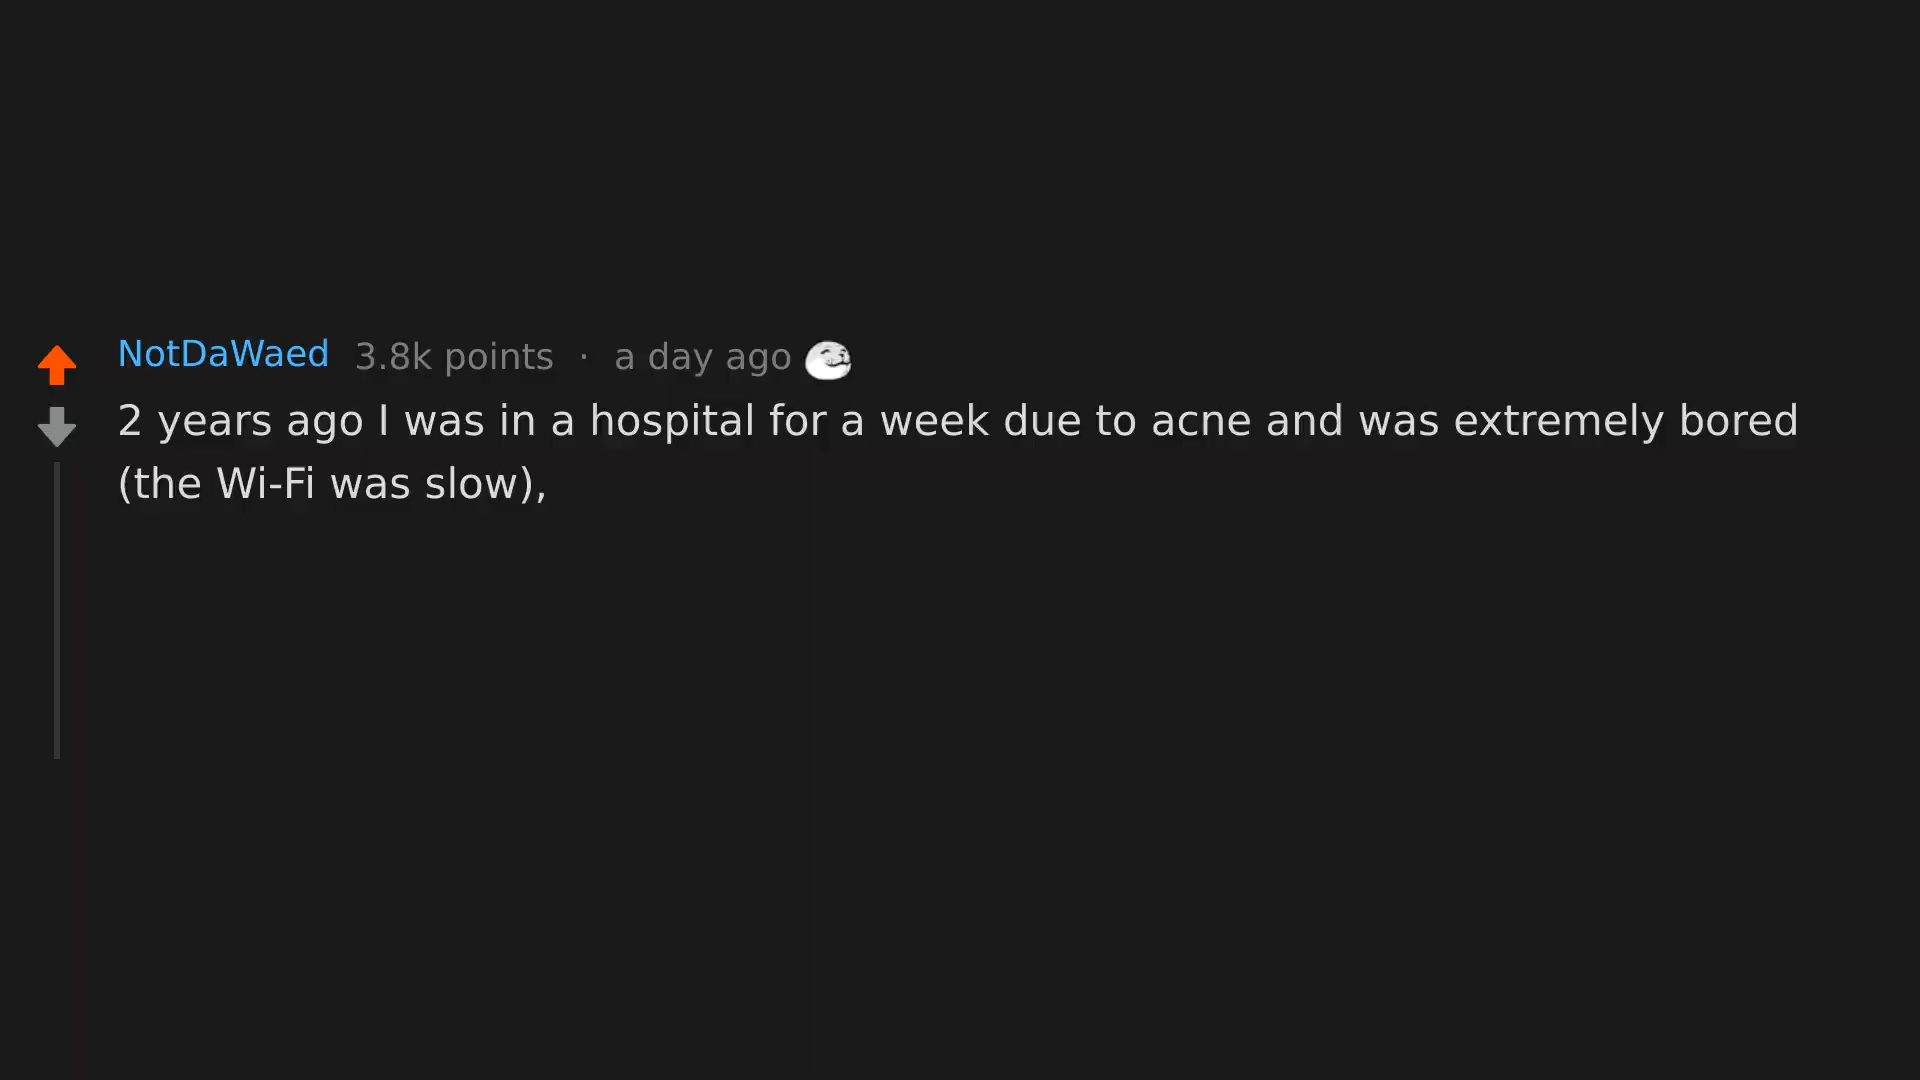 NotDaWaed 3.8k points · a day ago
2 years ago I was in a hospital for a week due to acne and was extremely bored
(the Wi-Fi was slow),